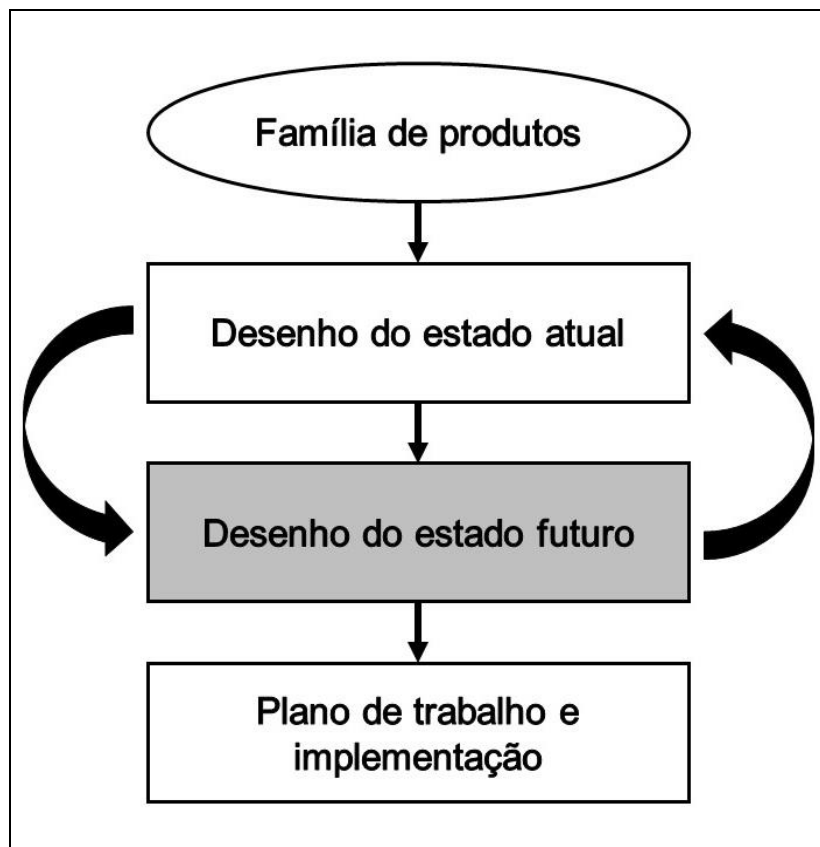 Família de produtos
Desenho do estado atual
Desenho do estado futuro
Plano de trabalho e
implementação